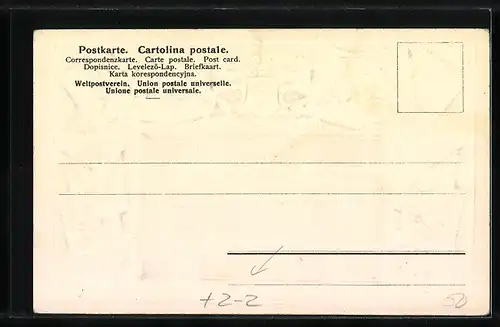 Postkarte. Cartolina postale.
Correspondenzkarte. Carte postale. Post card.
Dopisnice. Levelező-Lap. Briefkaart.
Karta korespondencyjna.
Weltpostverein. Union postale universelle.
Unione postale universale.
+2-2
50